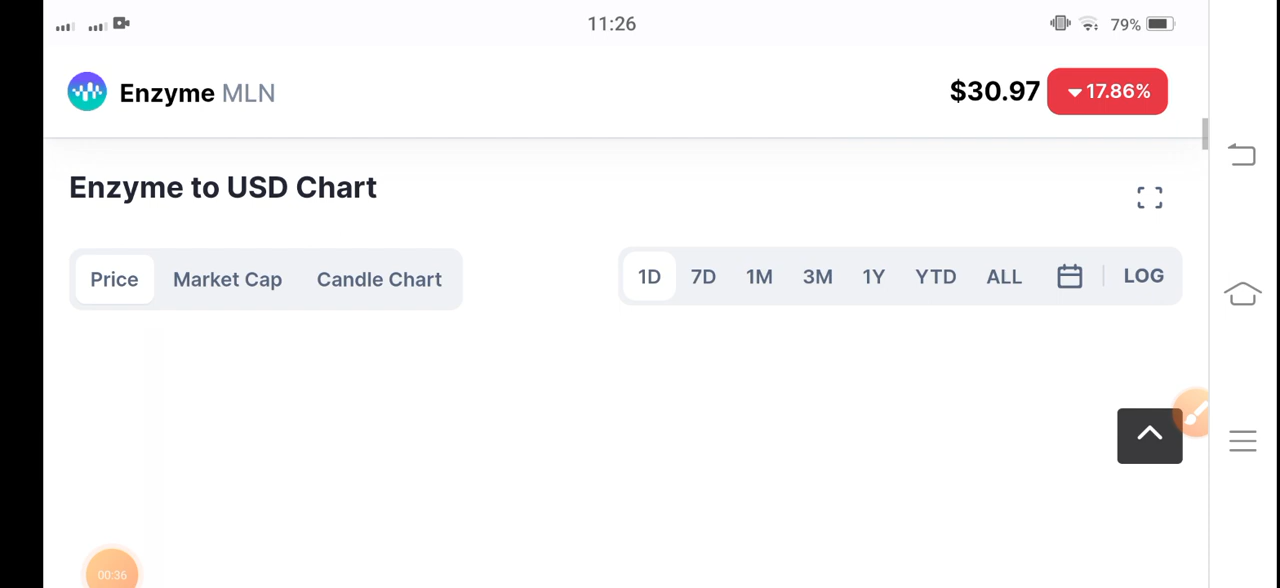 11:26
79%
Enzyme MLN $30.97 17.86%
Enzyme to USD Chart
Price Market Cap Candle Chart 1D 7D 1M 3M 1Y YTD ALL LOG
00:36